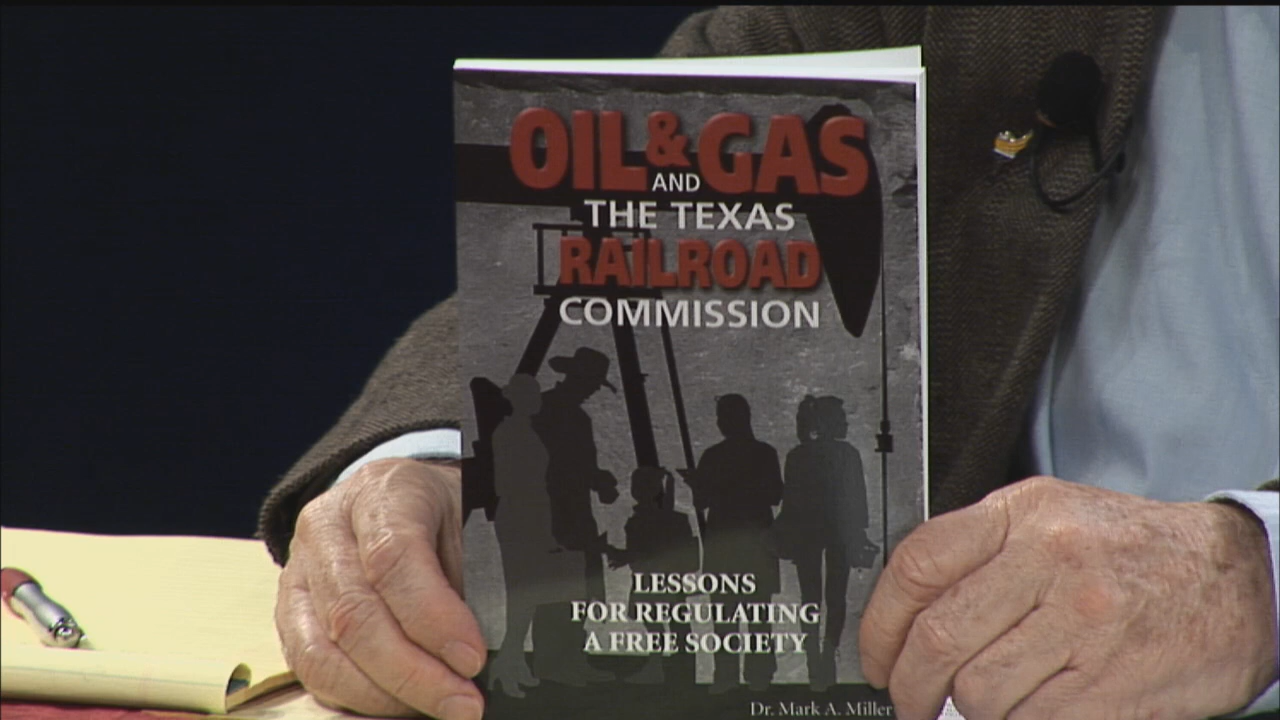 OIL & GAS
AND
THE TEXAS
RAILROAD
COMMISSION
LESSONS
FOR REGULATING
A FREE SOCIETY
Dr. Mark A. Miller